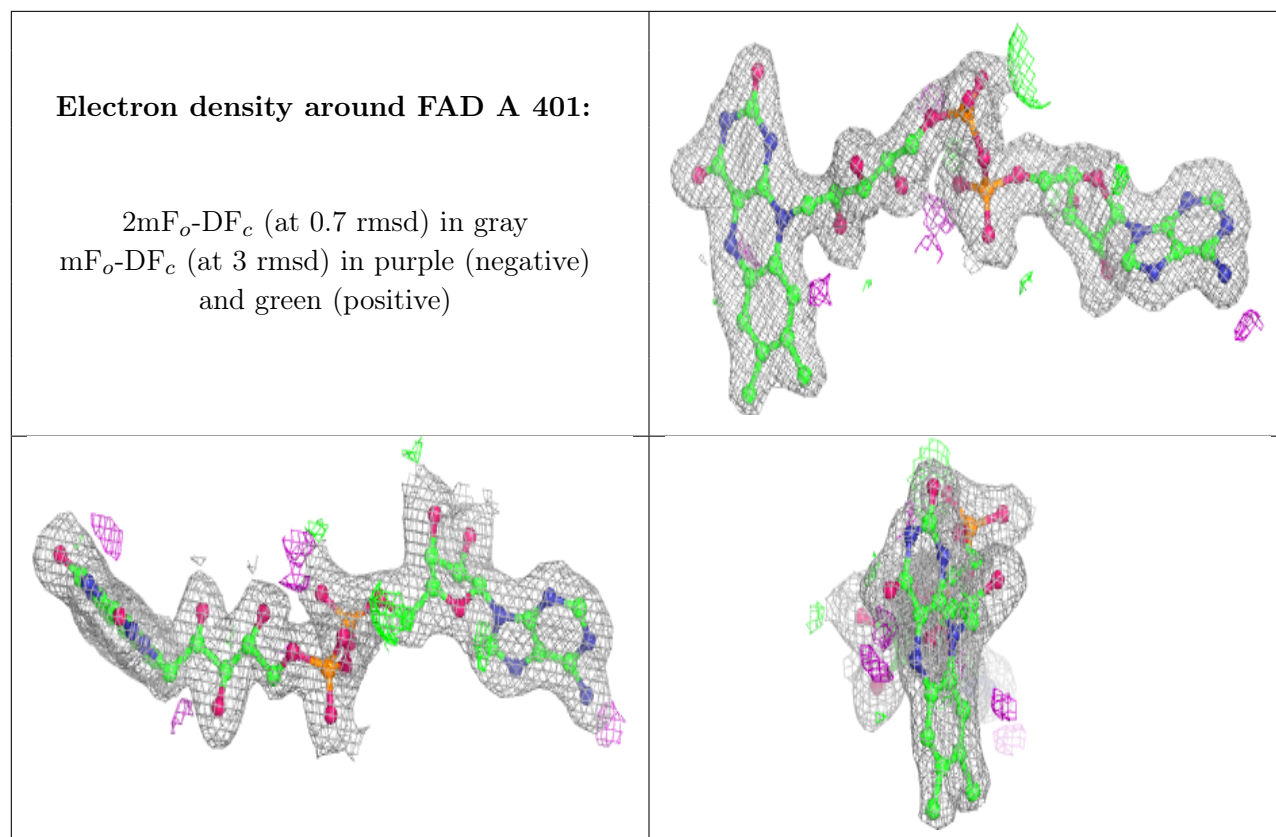 Electron density around FAD A 401:
2mFₒ-DF𝒸 (at 0.7 rmsd) in gray
mFₒ-DF𝒸 (at 3 rmsd) in purple (negative)
and green (positive)